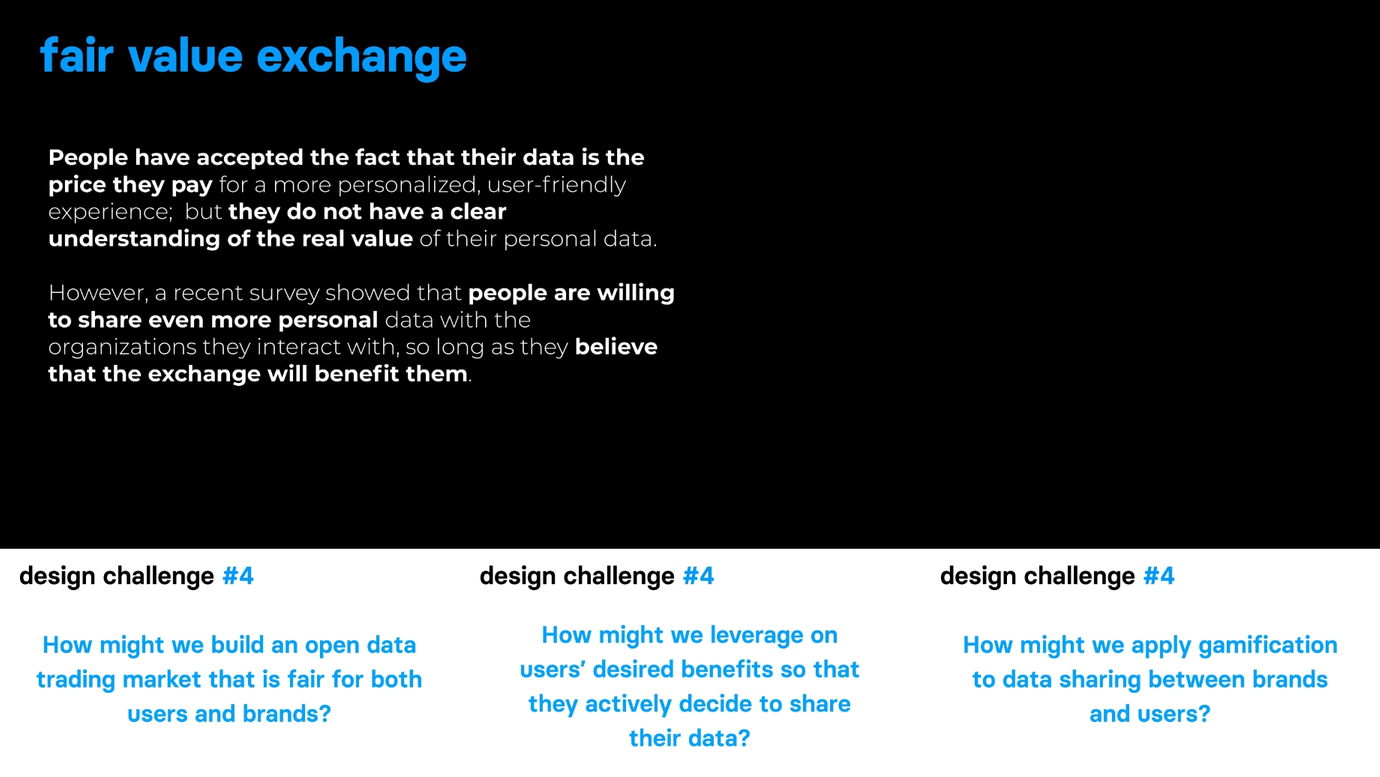 fair value exchange
People have accepted the fact that their data is the
price they pay for a more personalized, user-friendly
experience;  but they do not have a clear
understanding of the real value of their personal data.
However, a recent survey showed that people are willing
to share even more personal data with the
organizations they interact with, so long as they believe
that the exchange will benefit them.
design challenge #4
How might we build an open data
trading market that is fair for both
users and brands?
design challenge #4
How might we leverage on
users’ desired benefits so that
they actively decide to share
their data?
design challenge #4
How might we apply gamification
to data sharing between brands
and users?